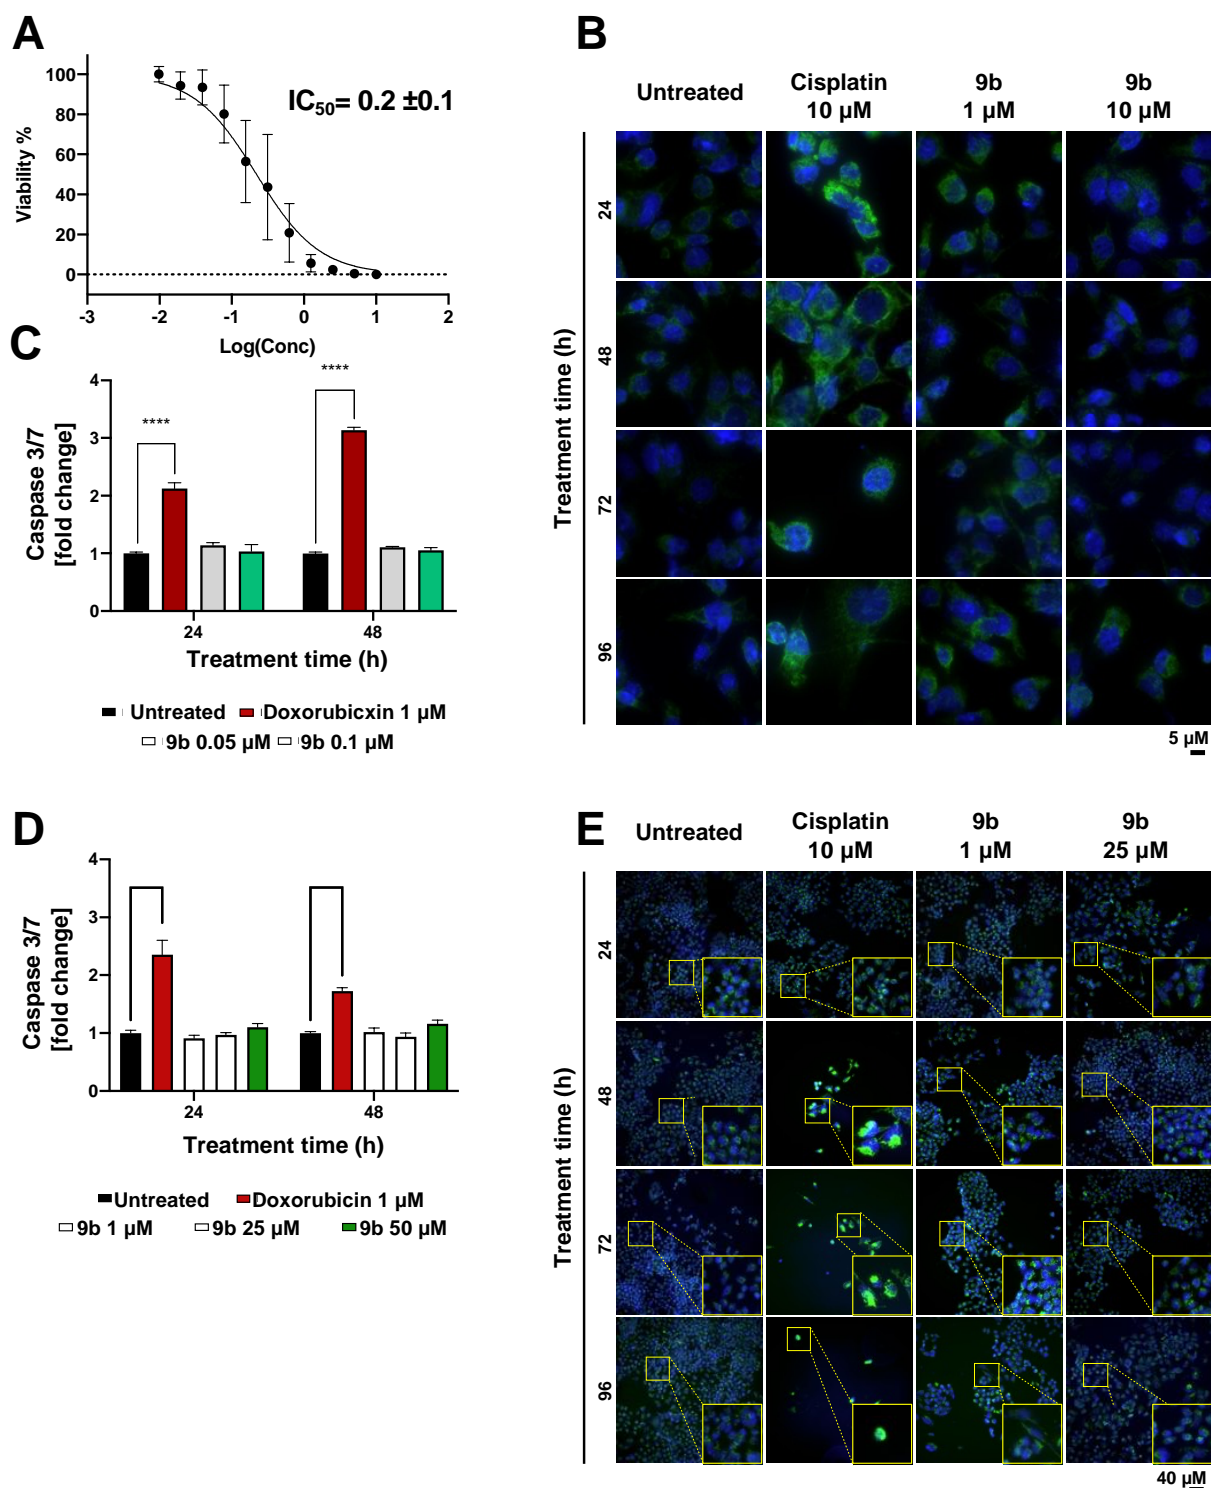 A
100
80
60
40
20
0
Viability %
IC50= 0.2 ±0.1
-3 -2 -1 0 1 2
Log(Conc)
B
Untreated
Cisplatin
10 µM
9b
1 µM
9b
10 µM
Treatment time (h)
24
48
72
96
5 µM
C
4
3
2
1
0
Caspase 3/7
[fold change]
**** ****
24 48
Treatment time (h)
Untreated Doxorubicxin 1 µM
9b 0.05 µM 9b 0.1 µM
D
4
3
2
1
0
Caspase 3/7
[fold change]
24 48
Treatment time (h)
Untreated Doxorubicin 1 µM
9b 1 µM 9b 25 µM 9b 50 µM
E
Untreated
Cisplatin
10 µM
9b
1 µM
9b
25 µM
Treatment time (h)
24
48
72
96
40 µM